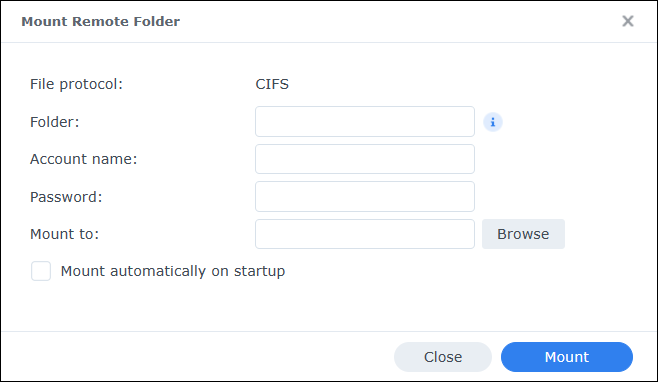 Mount Remote Folder
File protocol: CIFS
Folder:
Account name:
Password:
Mount to: Browse
Mount automatically on startup
Close Mount